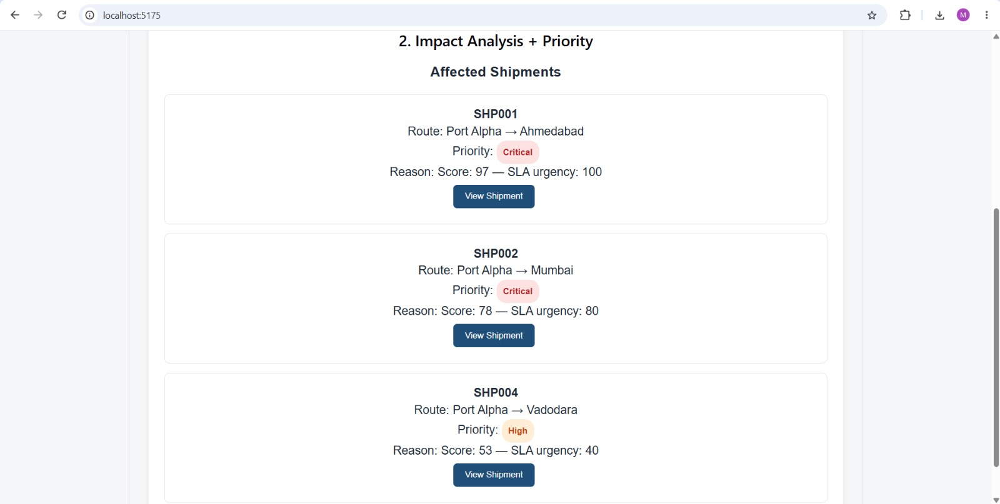 localhost:5175
M
2. Impact Analysis + Priority
Affected Shipments
SHP001
Route: Port Alpha → Ahmedabad
Priority: Critical
Reason: Score: 97 — SLA urgency: 100
View Shipment
SHP002
Route: Port Alpha → Mumbai
Priority: Critical
Reason: Score: 78 — SLA urgency: 80
View Shipment
SHP004
Route: Port Alpha → Vadodara
Priority: High
Reason: Score: 53 — SLA urgency: 40
View Shipment